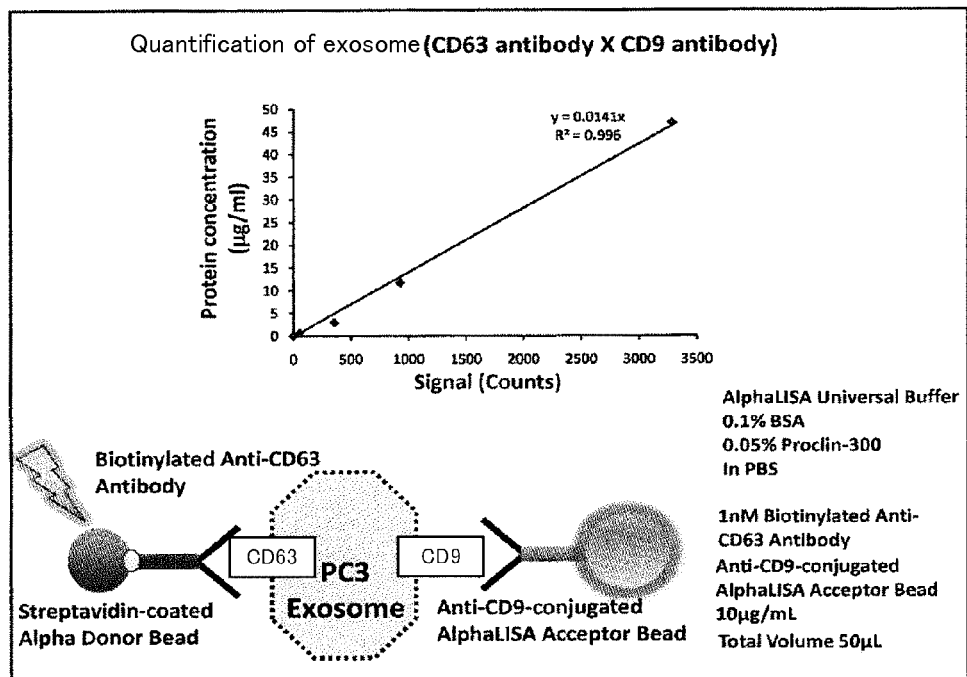 Quantification of exosome (CD63 antibody X CD9 antibody)
y = 0.0141x
R² = 0.996
Protein concentration
(µg/ml)
50
45
40
35
30
25
20
15
10
5
0
0 500 1000 1500 2000 2500 3000 3500
Signal (Counts)
AlphaLISA Universal Buffer
0.1% BSA
0.05% Proclin-300
In PBS
Biotinylated Anti-CD63
Antibody
CD63
CD9
PC3
Exosome
Streptavidin-coated
Alpha Donor Bead
Anti-CD9-conjugated
AlphaLISA Acceptor Bead
1nM Biotinylated Anti-
CD63 Antibody
Anti-CD9-conjugated
AlphaLISA Acceptor Bead
10µg/mL
Total Volume 50µL